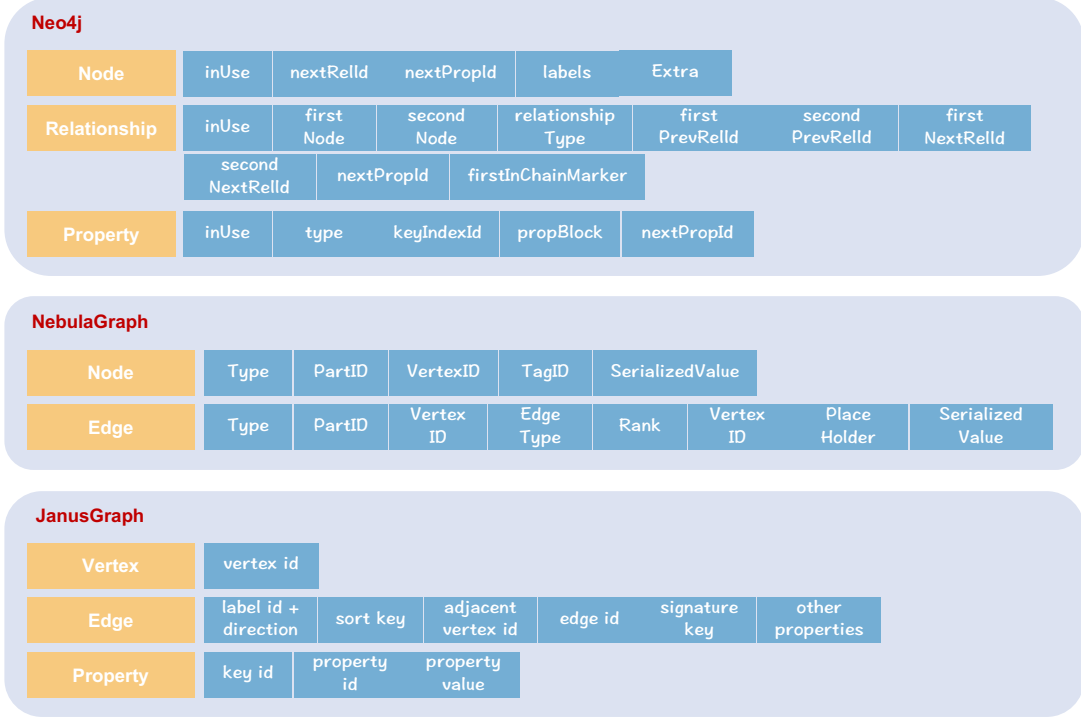 Neo4j
Node inUse nextRelId nextPropId labels Extra
Relationship inUse first Node second Node relationship Type first PrevRelId second PrevRelId first NextRelId
second NextRelId nextPropId firstInChainMarker
Property inUse type keyIndexId propBlock nextPropId
NebulaGraph
Node Type PartID VertexID TagID SerializedValue
Edge Type PartID Vertex ID Edge Type Rank Vertex ID Place Holder Serialized Value
JanusGraph
Vertex vertex id
Edge label id + direction sort key adjacent vertex id edge id signature key other properties
Property key id property id property value